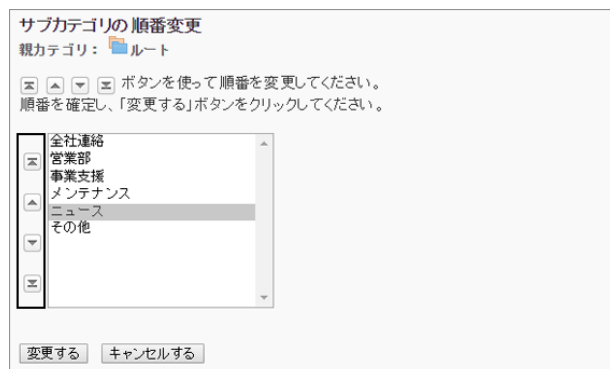 サブカテゴリの順番変更
親カテゴリ： ルート
ボタンを使って順番を変更してください。
順番を確定し、「変更する」ボタンをクリックしてください。
全社連絡
営業部
事業支援
メンテナンス
ニュース
その他
変更する キャンセルする